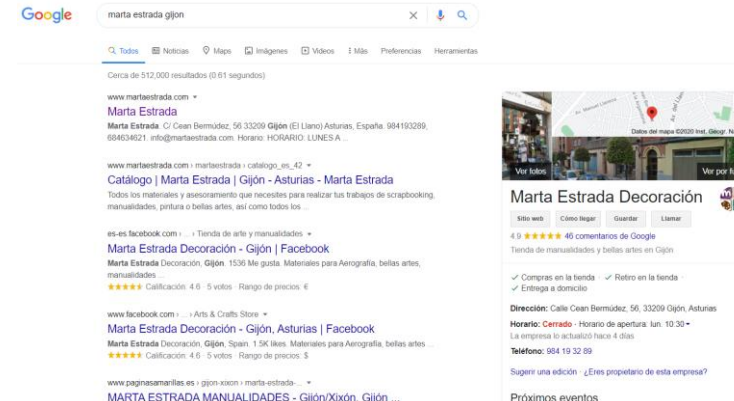 Google
marta estrada gijon
Todos Noticias Maps Imágenes Vídeos Más Preferencias Herramientas
Cerca de 512,000 resultados (0.61 segundos)
www.martaestrada.com
Marta Estrada
Marta Estrada. C/ Cean Bermúdez, 56 33209 Gijón (El Llano) Asturias, España. 984193289,
684634621. info@martaestrada.com. Horario: HORARIO: LUNES A ...
www.martaestrada.com › martaestrada › catalogo_es_42
Catálogo | Marta Estrada | Gijón - Asturias - Marta Estrada
Todos los materiales y asesoramiento que necesites para realizar tus trabajos de scrapbooking,
manualidades, pintura o bellas artes, así como todos los ...
es-es.facebook.com › ... › Tienda de arte y manualidades
Marta Estrada Decoración - Gijón | Facebook
Marta Estrada Decoración, Gijón. 1536 Me gusta. Materiales para Aerografía, bellas artes,
manualidades ...
Calificación: 4.6 · 5 votos · Rango de precios: €
www.facebook.com › ... › Arts & Crafts Store
Marta Estrada Decoración - Gijón, Asturias | Facebook
Marta Estrada Decoración, Gijón, Spain. 1.5K likes. Materiales para Aerografía, bellas artes ...
Calificación: 4.6 · 5 votos · Rango de precios: $
www.paginasamarillas.es › gijon-xixon › marta-estrada-...
MARTA ESTRADA MANUALIDADES - Gijón/Xixón, Gijón ...
Datos del mapa ©2020 Inst. Geogr. N
Ver fotos
Ver por f
Marta Estrada Decoración
Sitio web Cómo llegar Guardar Llamar
4.9 46 comentarios de Google
Tienda de manualidades y bellas artes en Gijón
Compras en la tienda · Retiro en la tienda ·
Entrega a domicilio
Dirección: Calle Cean Bermúdez, 56, 33209 Gijón, Asturias
Horario: Cerrado · Horario de apertura: lun. 10:30
La empresa lo actualizó hace 4 días
Teléfono: 984 19 32 89
Sugerir una edición · ¿Eres propietario de esta empresa?
Próximos eventos